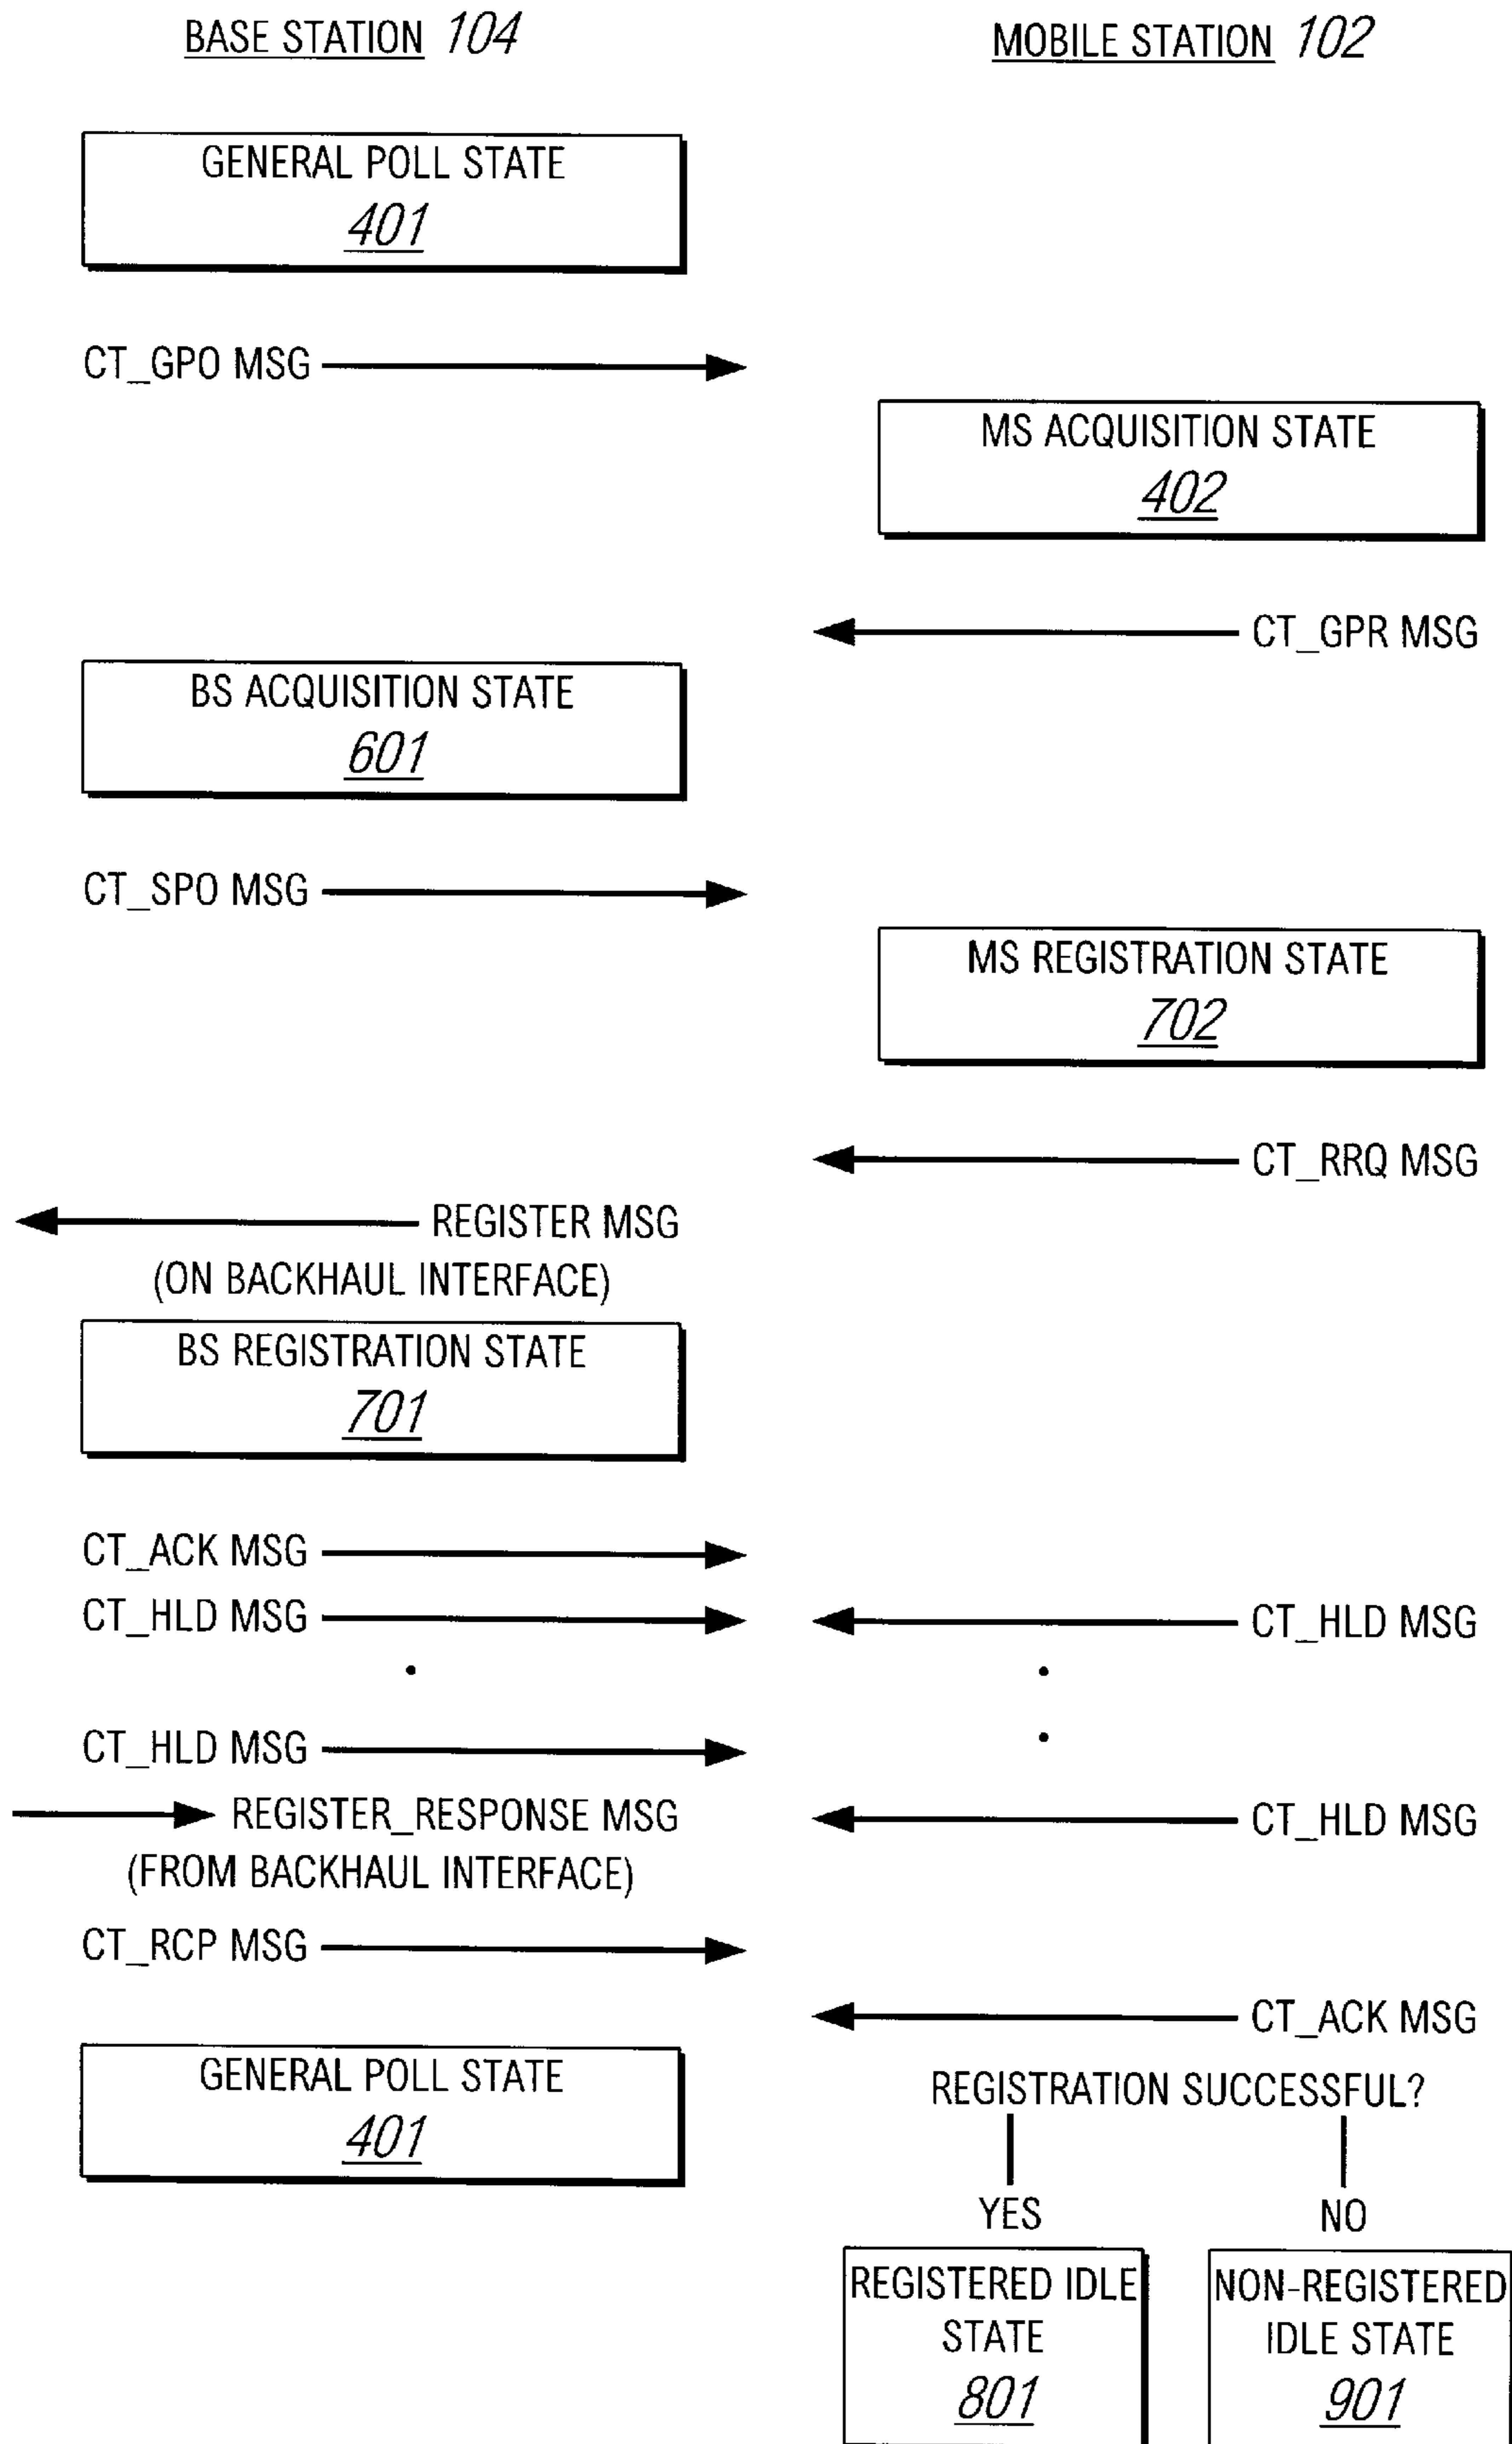 BASE STATION 104
MOBILE STATION 102
GENERAL POLL STATE
401
CT_GPO MSG
MS ACQUISITION STATE
402
CT_GPR MSG
BS ACQUISITION STATE
601
CT_SPO MSG
MS REGISTRATION STATE
702
CT_RRQ MSG
REGISTER MSG
(ON BACKHAUL INTERFACE)
BS REGISTRATION STATE
701
CT_ACK MSG
CT_HLD MSG
CT_HLD MSG
CT_HLD MSG
REGISTER_RESPONSE MSG
CT_HLD MSG
(FROM BACKHAUL INTERFACE)
CT_RCP MSG
CT_ACK MSG
GENERAL POLL STATE
401
REGISTRATION SUCCESSFUL?
YES
NO
REGISTERED IDLE
STATE
801
NON-REGISTERED
IDLE STATE
901